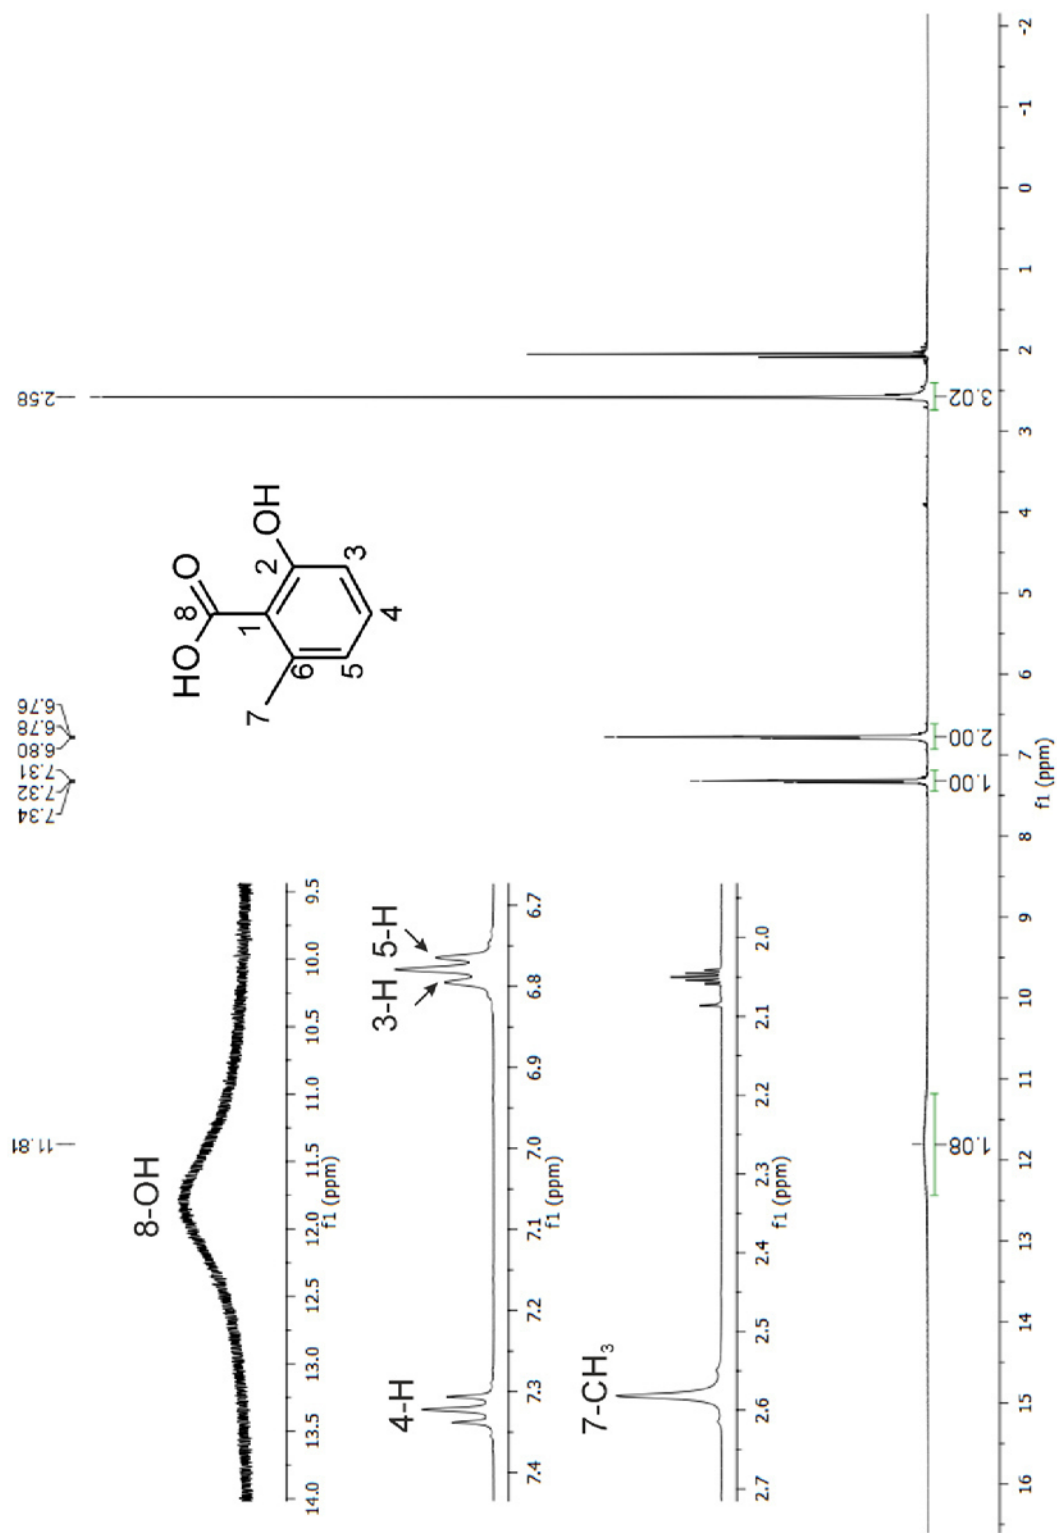 11.81
7.34 7.32 7.31 6.80 6.78 6.76
2.58
8-OH
14.0 13.5 13.0 12.5 12.0 11.5 11.0 10.5 10.0 9.5
f1 (ppm)
HO 8 O
7 1 2 OH
6 5 4 3
4-H
3-H 5-H
7.4 7.3 7.2 7.1 7.0 6.9 6.8 6.7
f1 (ppm)
7-CH₃
2.7 2.6 2.5 2.4 2.3 2.2 2.1 2.0
f1 (ppm)
1.08 1.00 2.00 3.02
16 15 14 13 12 11 10 9 8 7 6 5 4 3 2 1 0 -1 -2
f1 (ppm)